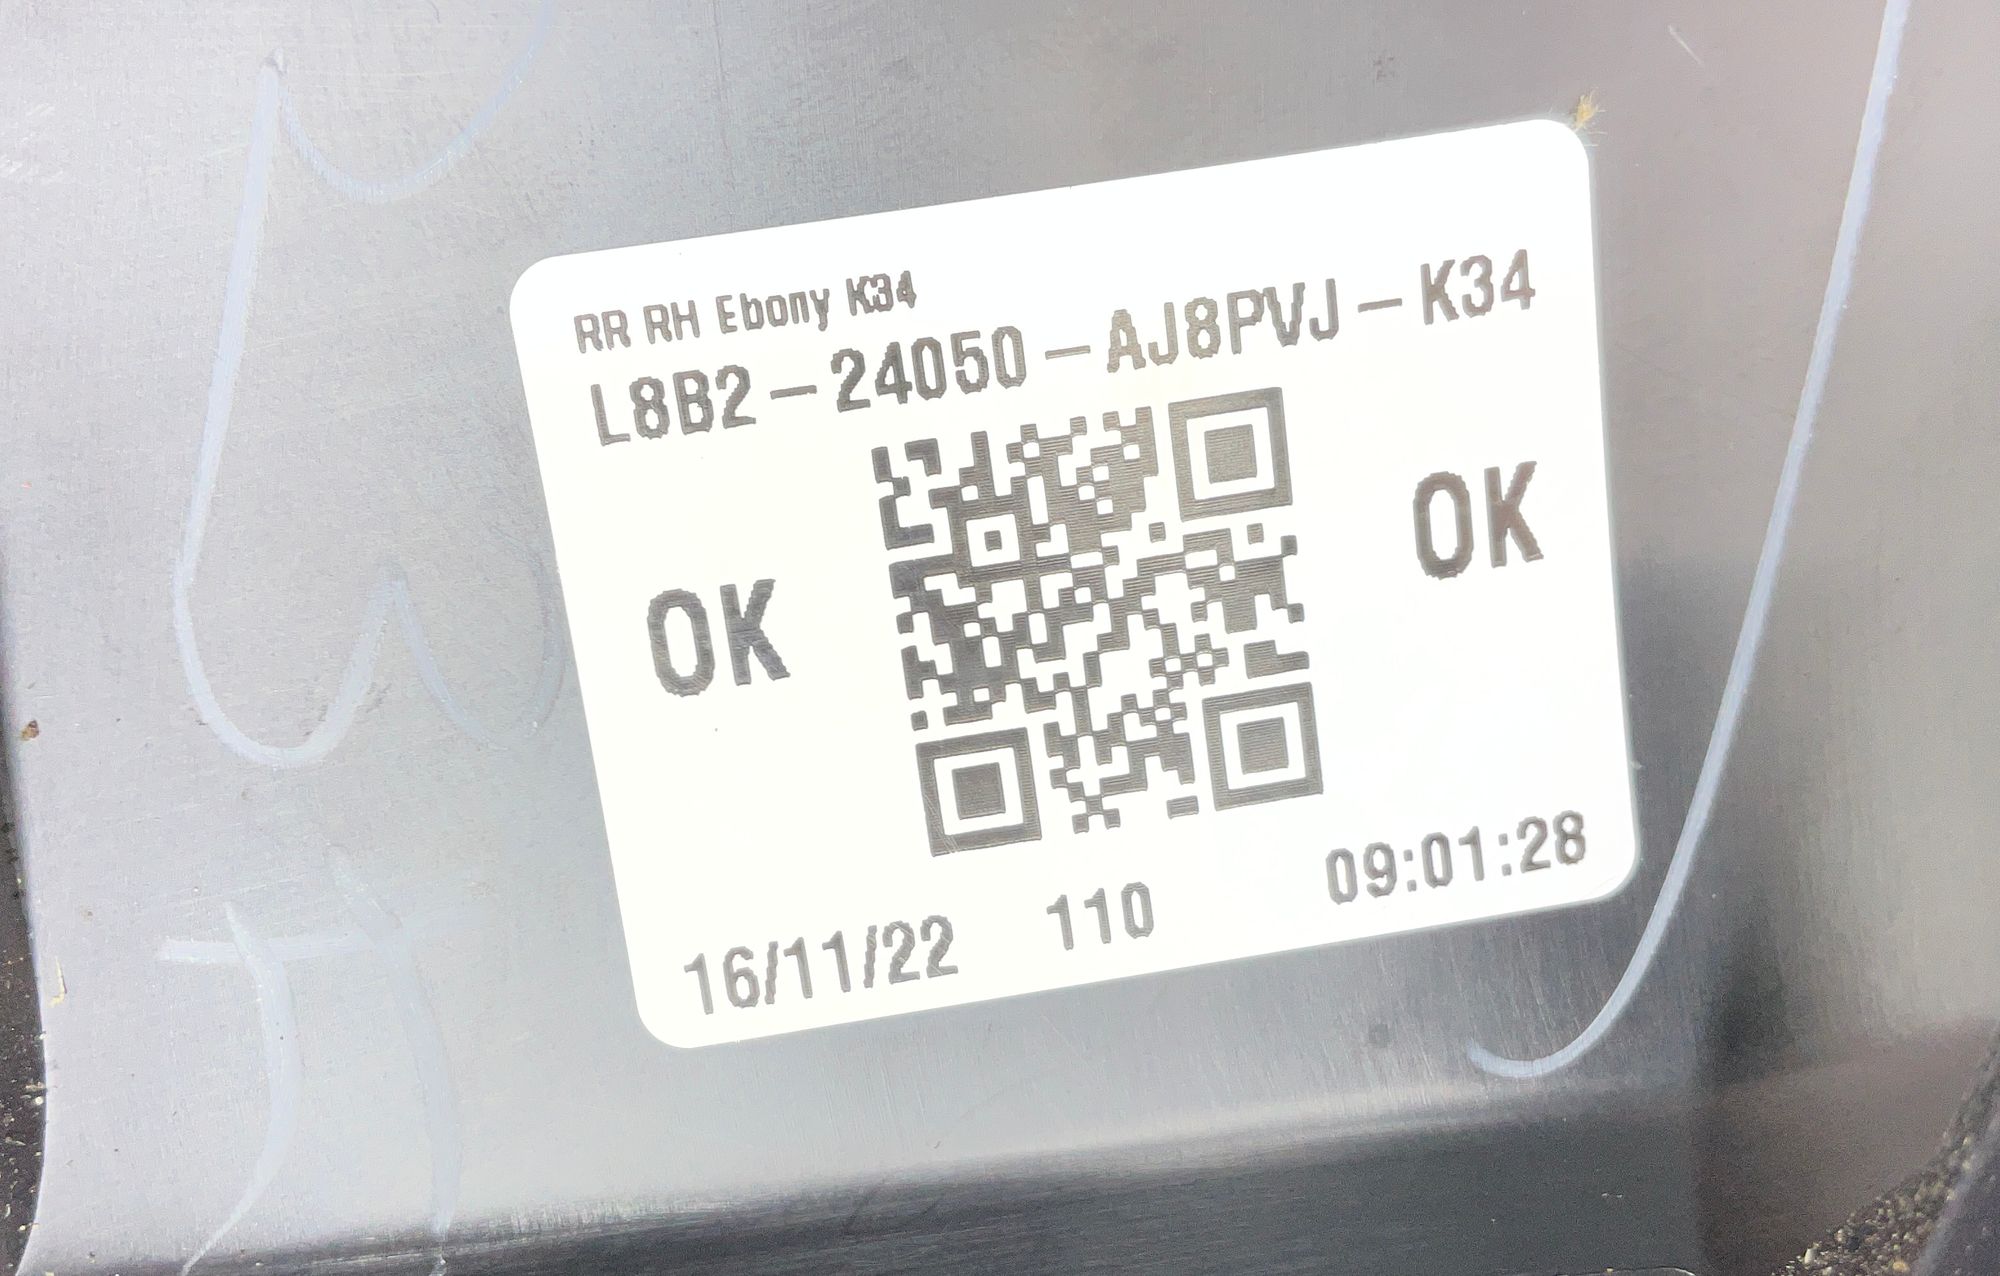 RR RH Ebony K34
L8B2-24050-AJ8PVJ-K34
OK OK
16/11/22 110 09:01:28